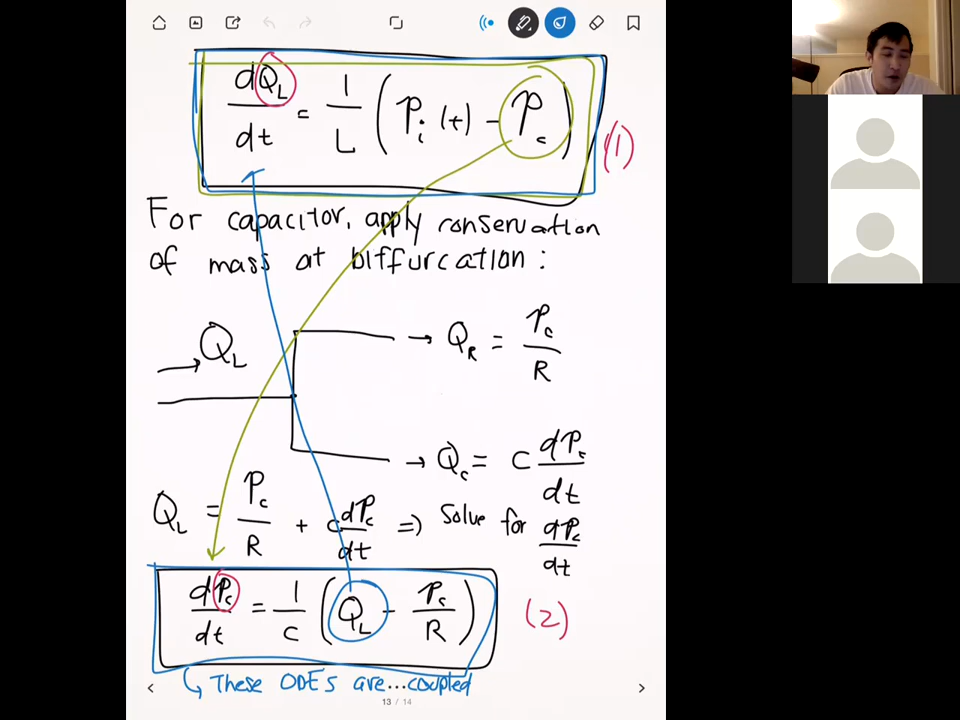 dQ_L/dt = 1/L (P_i(t) - P_c) (1)
For capacitor, apply conservation
of mass at biffurcation :
→ Q_L
→ Q_R = P_c/R
→ Q_c = C dP_c/dt
Q_L = P_c/R + C dP_c/dt ⇒ Solve for dP_c/dt
dP_c/dt = 1/C (Q_L - P_c/R) (2)
↳ These ODEs are...coupled
13 / 14